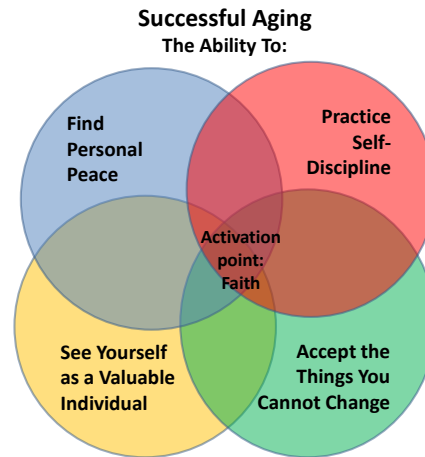 Successful Aging
The Ability To:
Find
Personal
Peace
Practice
Self-
Discipline
Activation
point:
Faith
See Yourself
as a Valuable
Individual
Accept the
Things You
Cannot Change